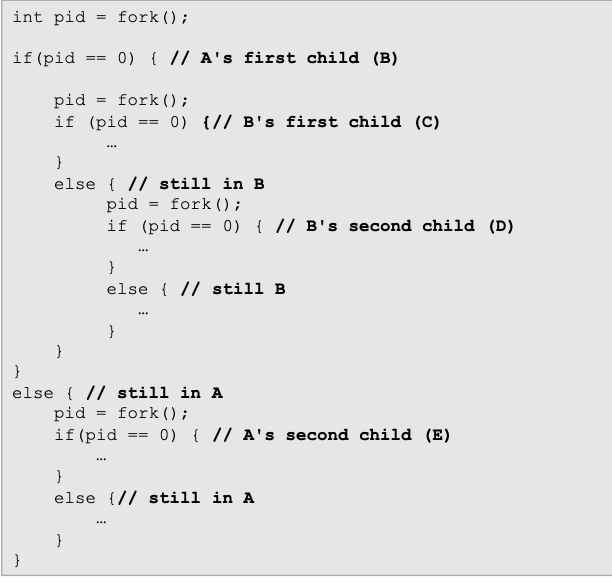 int pid = fork();
if(pid == 0) { // A's first child (B)
pid = fork();
if (pid == 0) {// B's first child (C)
…
}
else { // still in B
pid = fork();
if (pid == 0) { // B's second child (D)
…
}
else { // still B
…
}
}
}
else { // still in A
pid = fork();
if(pid == 0) { // A's second child (E)
…
}
else {// still in A
…
}
}